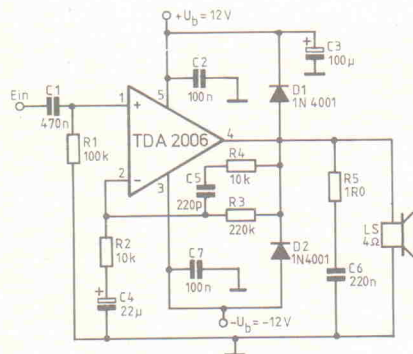 +U_b = 12V
C3
100µ
C2
100n
D1
1N 4001
Ein
C1
470n
1
5
+
TDA 2006
4
R1
100k
2
−
3
R4
10k
C5
220p
R3
220k
R5
1R0
LS
4Ω
R2
10k
D2
1N4001
C7
100n
C6
220n
C4
22µ
−U_b = −12V